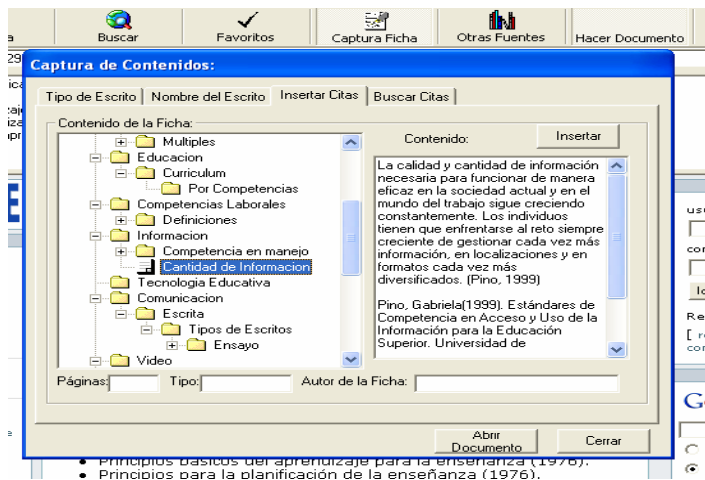 Buscar
Favoritos
Captura Ficha
Otras Fuentes
Hacer Documento
Captura de Contenidos:
Tipo de Escrito
Nombre del Escrito
Insertar Citas
Buscar Citas
Contenido de la Ficha:
Multiples
Educacion
Curriculum
Por Competencias
Competencias Laborales
Definiciones
Informacion
Competencia en manejo
Cantidad de Informacion
Tecnologia Educativa
Comunicacion
Escrita
Tipos de Escritos
Ensayo
Video
Contenido:
Insertar
La calidad y cantidad de información
necesaria para funcionar de manera
eficaz en la sociedad actual y en el
mundo del trabajo sigue creciendo
constantemente. Los individuos
tienen que enfrentarse al reto siempre
creciente de gestionar cada vez más
información, en localizaciones y en
formatos cada vez más
diversificados. (Pino, 1999)
Pino, Gabriela(1999). Estándares de
Competencia en Acceso y Uso de la
Información para la Educación
Superior. Universidad de
Páginas:
Tipo:
Autor de la Ficha:
Abrir
Documento
Cerrar
Principios básicos del aprendizaje para la enseñanza (1976).
Principios para la planificación de la enseñanza (1976).